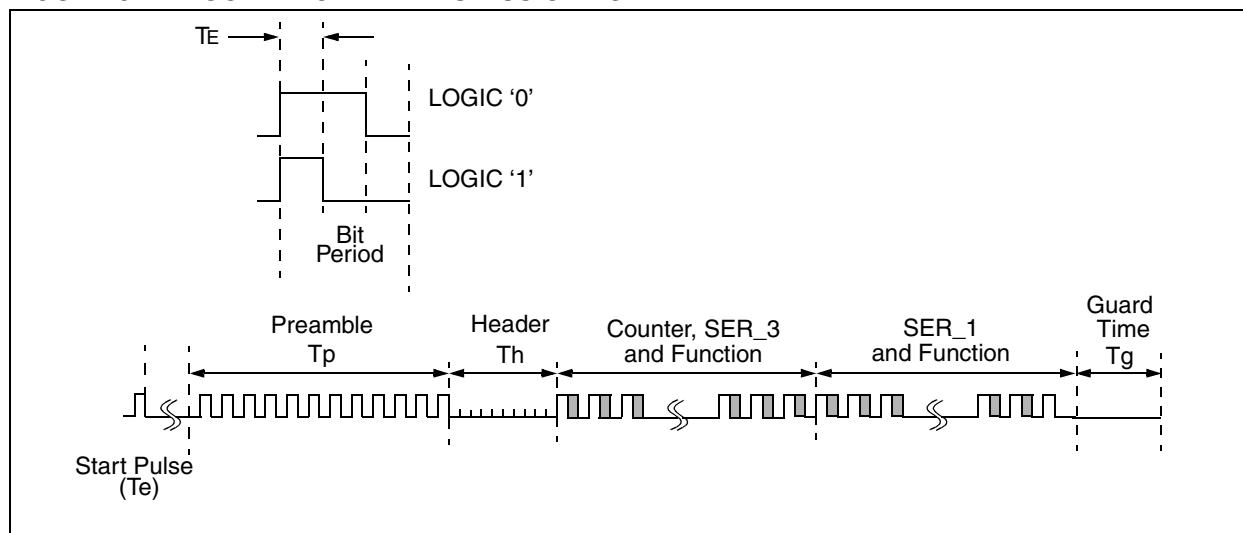 TE
LOGIC ‘0’
LOGIC ‘1’
Bit
Period
Preamble
Tp
Header
Th
Counter, SER_3
and Function
SER_1
and Function
Guard
Time
Tg
Start Pulse
(Te)